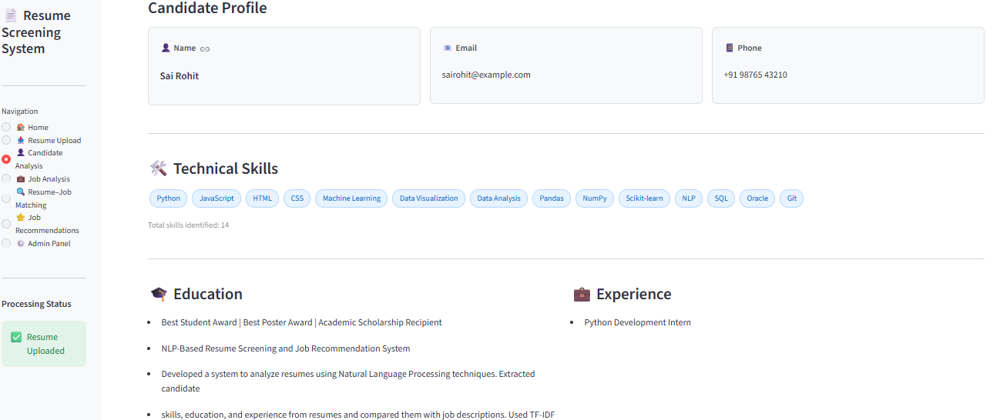 Resume
Screening
System
Navigation
Home
Resume Upload
Candidate
Analysis
Job Analysis
Resume–Job
Matching
Job
Recommendations
Admin Panel
Processing Status
Resume
Uploaded
Candidate Profile
Name
Sai Rohit
Email
sairohit@example.com
Phone
+91 98765 43210
Technical Skills
Python JavaScript HTML CSS Machine Learning Data Visualization Data Analysis Pandas NumPy Scikit-learn NLP SQL Oracle Git
Total skills identified: 14
Education
Best Student Award | Best Poster Award | Academic Scholarship Recipient
NLP-Based Resume Screening and Job Recommendation System
Developed a system to analyze resumes using Natural Language Processing techniques. Extracted
candidate
skills, education, and experience from resumes and compared them with job descriptions. Used TF-IDF
Experience
Python Development Intern